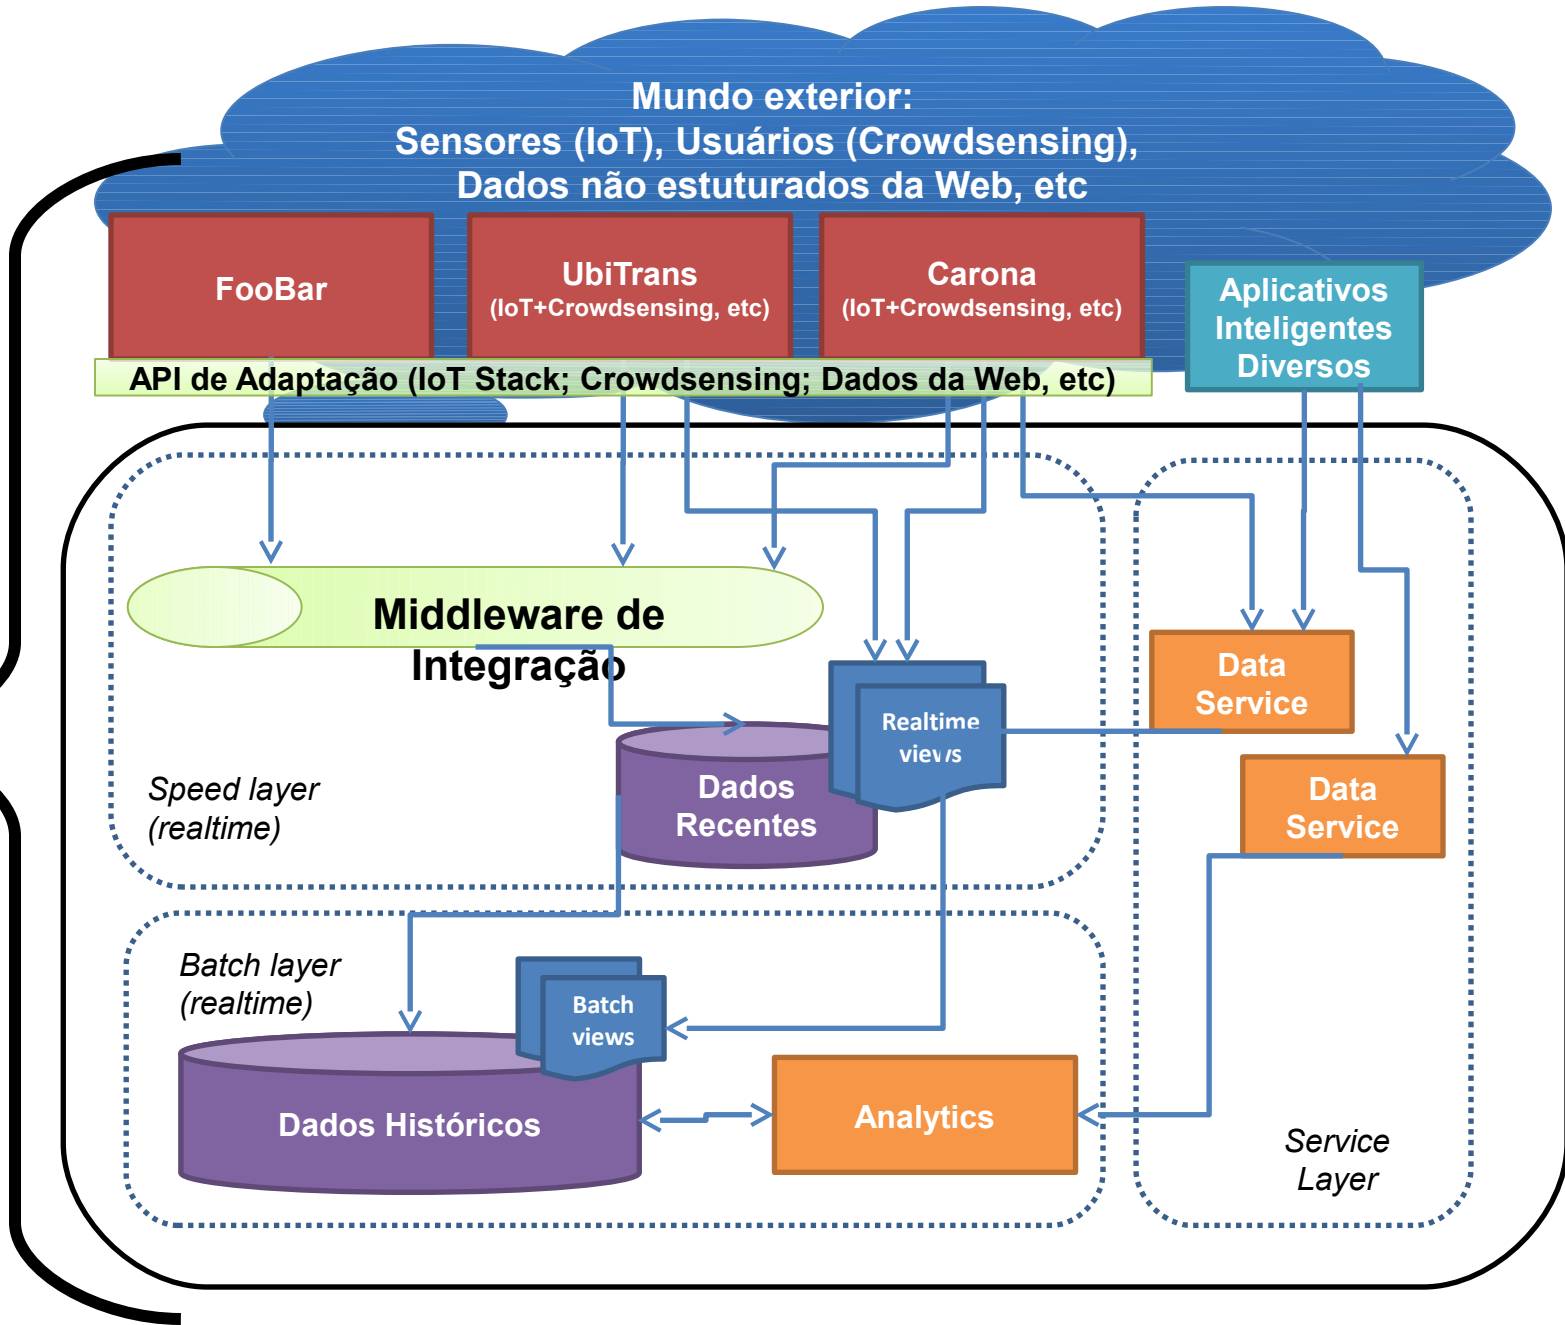 Mundo exterior:
Sensores (IoT), Usuários (Crowdsensing),
Dados não estuturados da Web, etc
FooBar
UbiTrans
(IoT+Crowdsensing, etc)
Carona
(IoT+Crowdsensing, etc)
Aplicativos
Inteligentes
Diversos
API de Adaptação (IoT Stack; Crowdsensing; Dados da Web, etc)
Middleware de
Integração
Data
Service
Realtime
views
Dados
Recentes
Speed layer
(realtime)
Data
Service
Batch layer
(realtime)
Batch
views
Dados Históricos
Analytics
Service
Layer